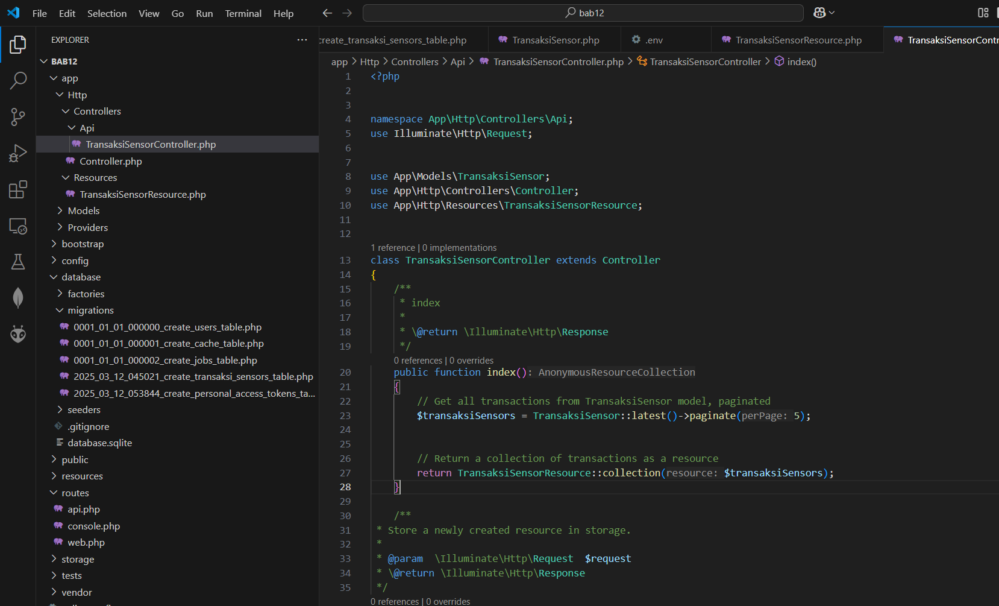 File Edit Selection View Go Run Terminal Help
bab12
EXPLORER
BAB12
app
Http
Controllers
Api
TransaksiSensorController.php
Controller.php
Resources
TransaksiSensorResource.php
Models
Providers
bootstrap
config
database
factories
migrations
0001_01_01_000000_create_users_table.php
0001_01_01_000001_create_cache_table.php
0001_01_01_000002_create_jobs_table.php
2025_03_12_045021_create_transaksi_sensors_table.php
2025_03_12_053844_create_personal_access_tokens_ta...
seeders
.gitignore
database.sqlite
public
resources
routes
api.php
console.php
web.php
storage
tests
vendor
create_transaksi_sensors_table.php TransaksiSensor.php .env TransaksiSensorResource.php TransaksiSensorContr
app > Http > Controllers > Api > TransaksiSensorController.php > TransaksiSensorController > index()
1 <?php
2
3
4 namespace App\Http\Controllers\Api;
5 use Illuminate\Http\Request;
6
7
8 use App\Models\TransaksiSensor;
9 use App\Http\Controllers\Controller;
10 use App\Http\Resources\TransaksiSensorResource;
11
12
1 reference | 0 implementations
13 class TransaksiSensorController extends Controller
14 {
15 /**
16 * index
17 *
18 * \@return \Illuminate\Http\Response
19 */
0 references | 0 overrides
20 public function index(): AnonymousResourceCollection
21 {
22 // Get all transactions from TransaksiSensor model, paginated
23 $transaksiSensors = TransaksiSensor::latest()->paginate(perPage: 5);
24
25
26 // Return a collection of transactions as a resource
27 return TransaksiSensorResource::collection(resource: $transaksiSensors);
28 }
29
30 /**
31 * Store a newly created resource in storage.
32 *
33 * @param \Illuminate\Http\Request $request
34 * \@return \Illuminate\Http\Response
35 */
0 references | 0 overrides